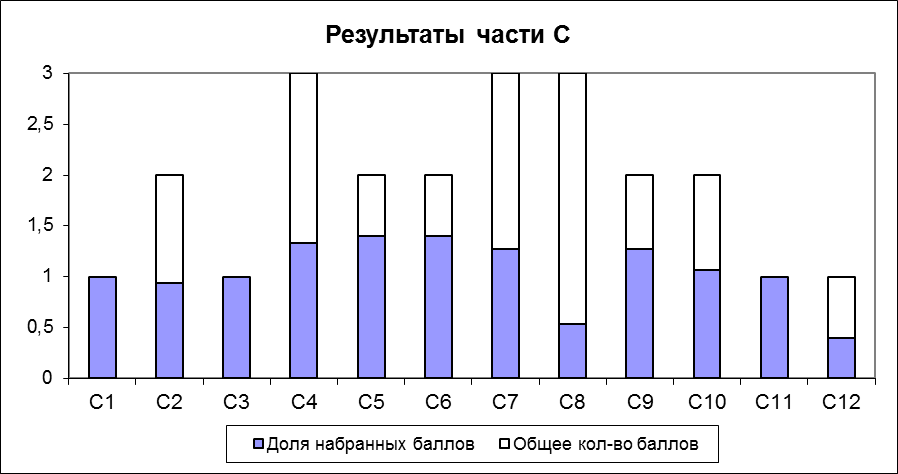 Результаты части С
3
2,5
2
1,5
1
0,5
0
С1 С2 С3 С4 С5 С6 С7 С8 С9 С10 С11 С12
Доля набранных баллов Общее кол-во баллов